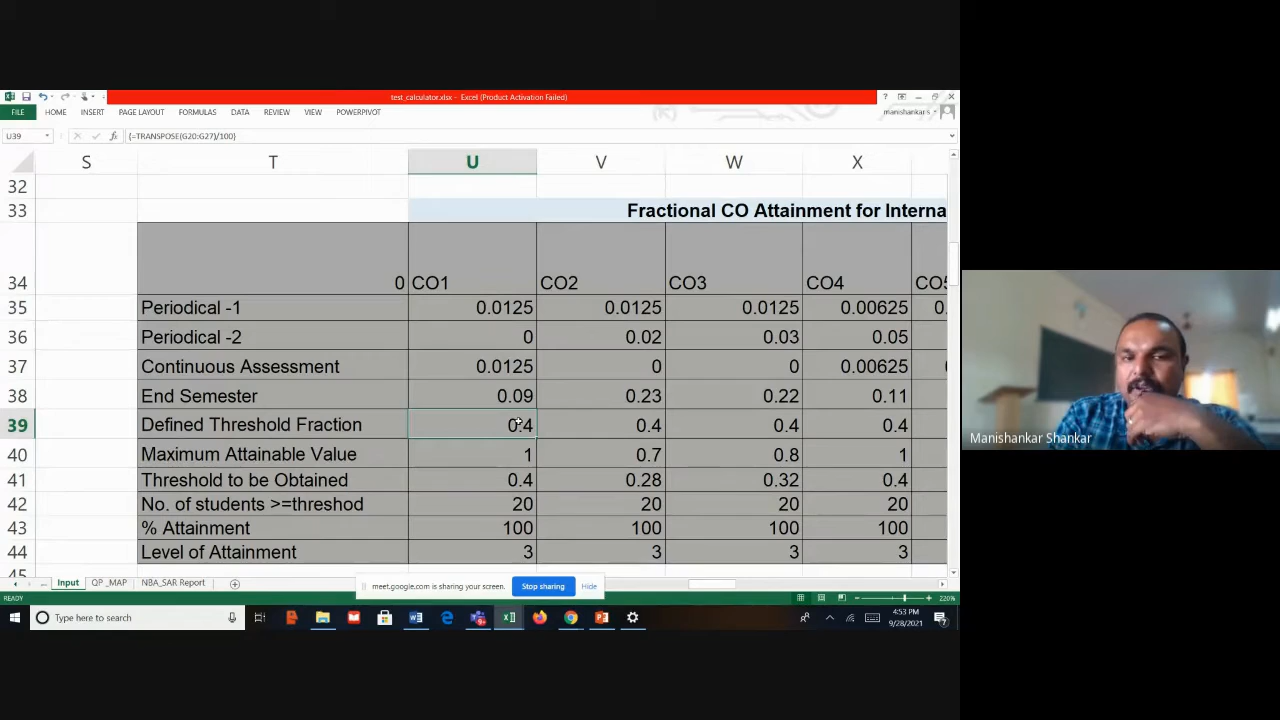 test_calculator.xlsx - Excel (Product Activation Failed)
FILE HOME INSERT PAGE LAYOUT FORMULAS DATA REVIEW VIEW POWERPIVOT manishankar s
U39 {=TRANSPOSE(G20:G27)/100}
S T U V W X
32
33 Fractional CO Attainment for Interna
34 0 CO1 CO2 CO3 CO4 CO5
35 Periodical -1 0.0125 0.0125 0.0125 0.00625 0.
36 Periodical -2 0 0.02 0.03 0.05
37 Continuous Assessment 0.0125 0 0 0.00625
38 End Semester 0.09 0.23 0.22 0.11
39 Defined Threshold Fraction 0.4 0.4 0.4 0.4
40 Maximum Attainable Value 1 0.7 0.8 1
41 Threshold to be Obtained 0.4 0.28 0.32 0.4
42 No. of students >=threshod 20 20 20 20
43 % Attainment 100 100 100 100
44 Level of Attainment 3 3 3 3
45
Input QP _MAP NBA_SAR Report
meet.google.com is sharing your screen. Stop sharing Hide
READY 220%
Type here to search
4:53 PM
9/28/2021
Manishankar Shankar